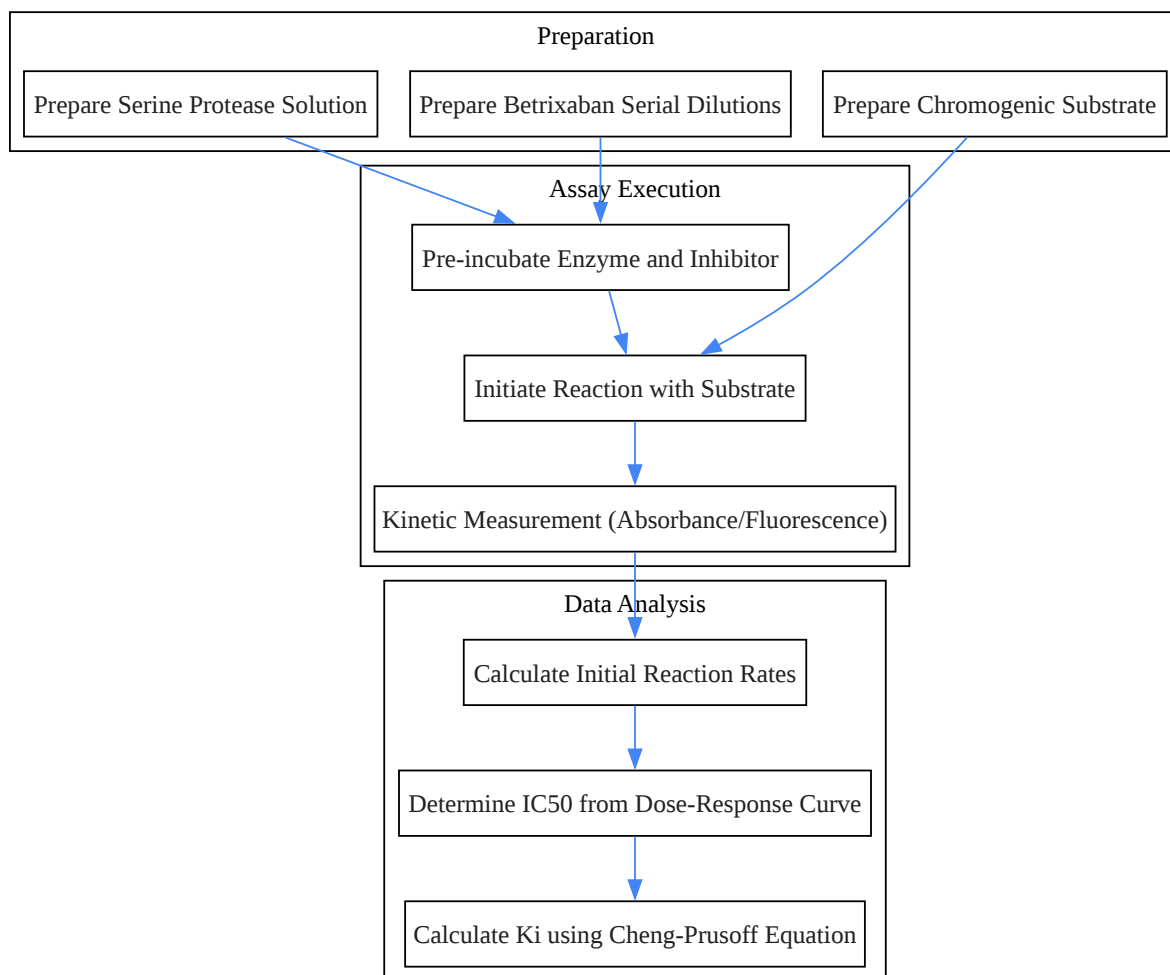 Preparation
Prepare Serine Protease Solution
Prepare Betrixaban Serial Dilutions
Prepare Chromogenic Substrate
Assay Execution
Pre-incubate Enzyme and Inhibitor
Initiate Reaction with Substrate
Kinetic Measurement (Absorbance/Fluorescence)
Data Analysis
Calculate Initial Reaction Rates
Determine IC50 from Dose-Response Curve
Calculate Ki using Cheng-Prusoff Equation